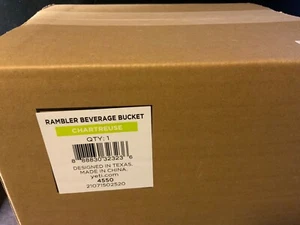 RAMBLER BEVERAGE BUCKET
CHARTREUSE
QTY: 1
8 88830 32323 6
DESIGNED IN TEXAS.
MADE IN CHINA.
yeti.com
4550
21071502520